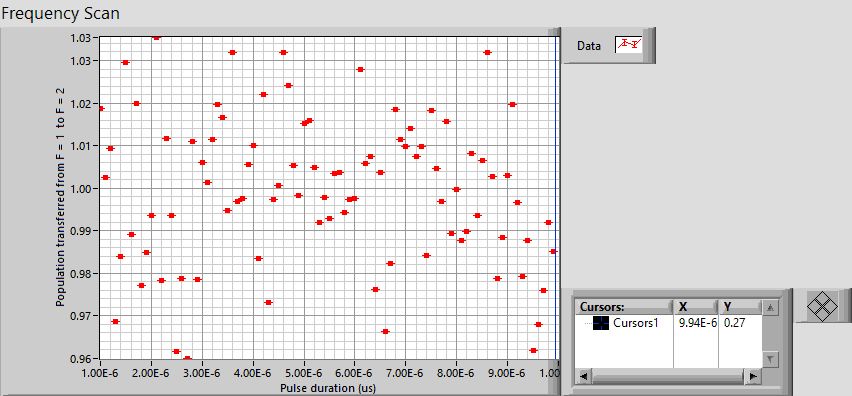 Frequency Scan
Data
Population transferred from F = 1 to F = 2
1.03
1.03
1.02
1.01
1.00
0.99
0.98
0.97
0.96
1.00E-6 2.00E-6 3.00E-6 4.00E-6 5.00E-6 6.00E-6 7.00E-6 8.00E-6 9.00E-6 1.00
Pulse duration (us)
Cursors: X Y
Cursors1 9.94E-6 0.27